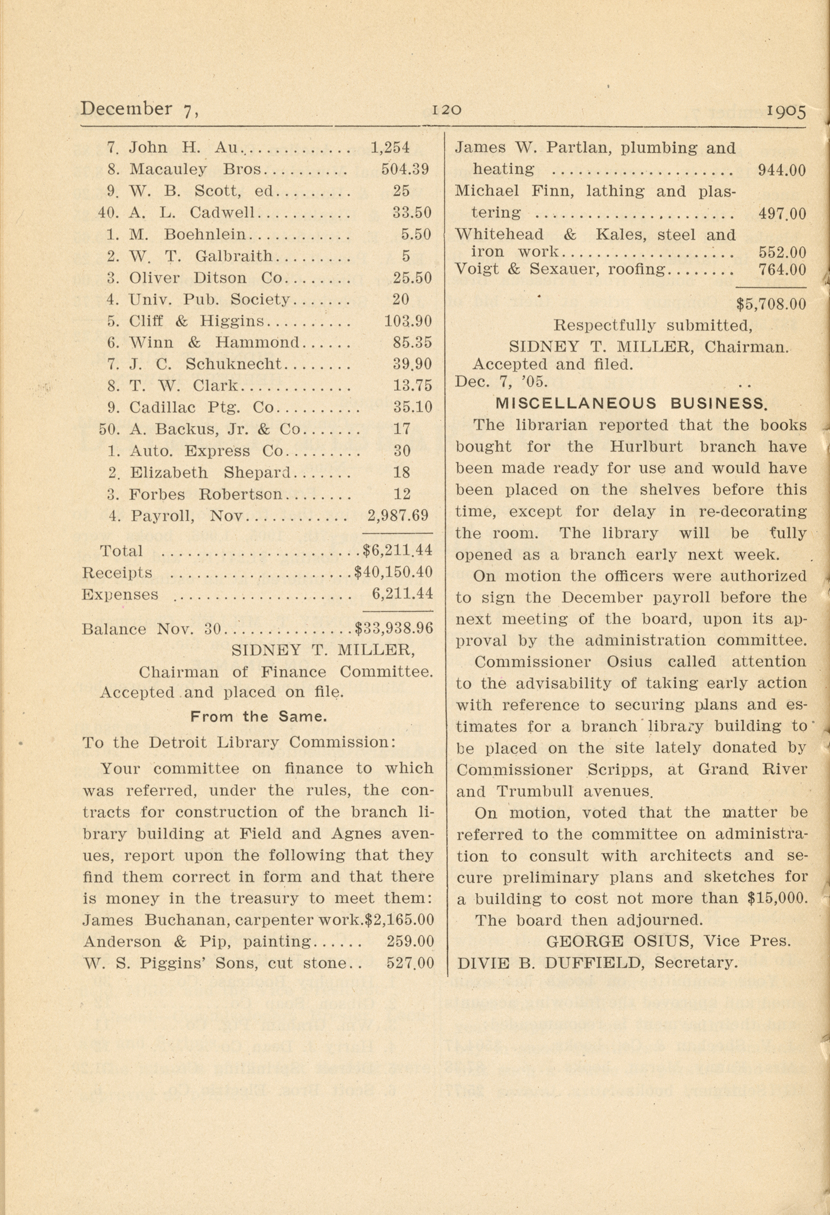 December 7,
120
1905
7. John H. Au............. 1,254
8. Macauley Bros.......... 504.39
9. W. B. Scott, ed......... 25
40. A. L. Cadwell........... 33.50
1. M. Boehnlein............ 5.50
2. W. T. Galbraith......... 5
3. Oliver Ditson Co........ 25.50
4. Univ. Pub. Society....... 20
5. Cliff & Higgins.......... 103.90
6. Winn & Hammond...... 85.35
7. J. C. Schuknecht........ 39.90
8. T. W. Clark............. 13.75
9. Cadillac Ptg. Co.......... 35.10
50. A. Backus, Jr. & Co....... 17
1. Auto. Express Co......... 30
2. Elizabeth Shepard....... 18
3. Forbes Robertson........ 12
4. Payroll, Nov............ 2,987.69
Total .......................$6,211.44
Receipts .....................$40,150.40
Expenses .................... 6,211.44
Balance Nov. 30...............$33,938.96
SIDNEY T. MILLER,
Chairman of Finance Committee.
Accepted and placed on file.
From the Same.
To the Detroit Library Commission:
Your committee on finance to which
was referred, under the rules, the con-
tracts for construction of the branch li-
brary building at Field and Agnes aven-
ues, report upon the following that they
find them correct in form and that there
is money in the treasury to meet them:
James Buchanan, carpenter work.$2,165.00
Anderson & Pip, painting...... 259.00
W. S. Piggins' Sons, cut stone.. 527.00
James W. Partlan, plumbing and
heating .................... 944.00
Michael Finn, lathing and plas-
tering ...................... 497.00
Whitehead & Kales, steel and
iron work................... 552.00
Voigt & Sexauer, roofing........ 764.00
$5,708.00
Respectfully submitted,
SIDNEY T. MILLER, Chairman.
Accepted and filed.
Dec. 7, '05.
MISCELLANEOUS BUSINESS.
The librarian reported that the books
bought for the Hurlburt branch have
been made ready for use and would have
been placed on the shelves before this
time, except for delay in re-decorating
the room. The library will be fully
opened as a branch early next week.
On motion the officers were authorized
to sign the December payroll before the
next meeting of the board, upon its ap-
proval by the administration committee.
Commissioner Osius called attention
to the advisability of taking early action
with reference to securing plans and es-
timates for a branch library building to
be placed on the site lately donated by
Commissioner Scripps, at Grand River
and Trumbull avenues.
On motion, voted that the matter be
referred to the committee on administra-
tion to consult with architects and se-
cure preliminary plans and sketches for
a building to cost not more than $15,000.
The board then adjourned.
GEORGE OSIUS, Vice Pres.
DIVIE B. DUFFIELD, Secretary.